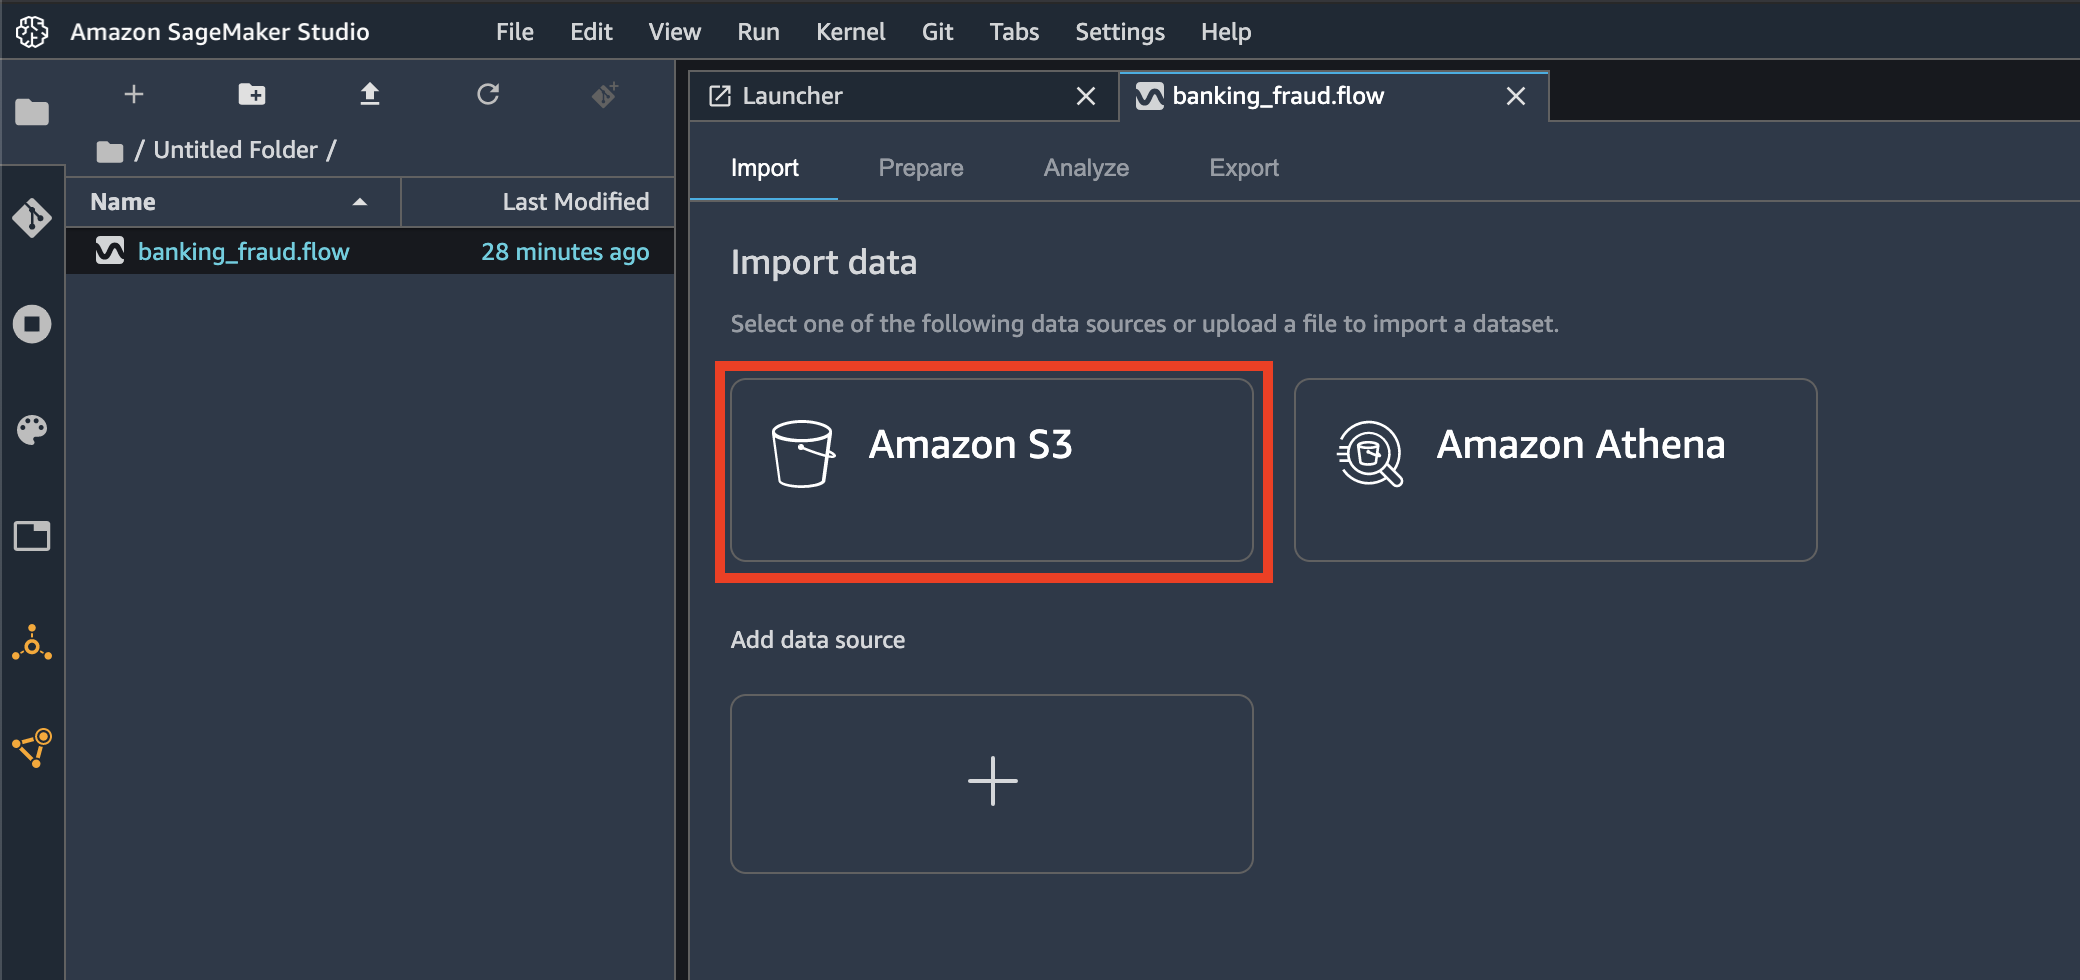 Amazon SageMaker Studio File Edit View Run Kernel Git Tabs Settings Help
/ Untitled Folder /
Name Last Modified
banking_fraud.flow 28 minutes ago
Launcher banking_fraud.flow
Import Prepare Analyze Export
Import data
Select one of the following data sources or upload a file to import a dataset.
Amazon S3 Amazon Athena
Add data source